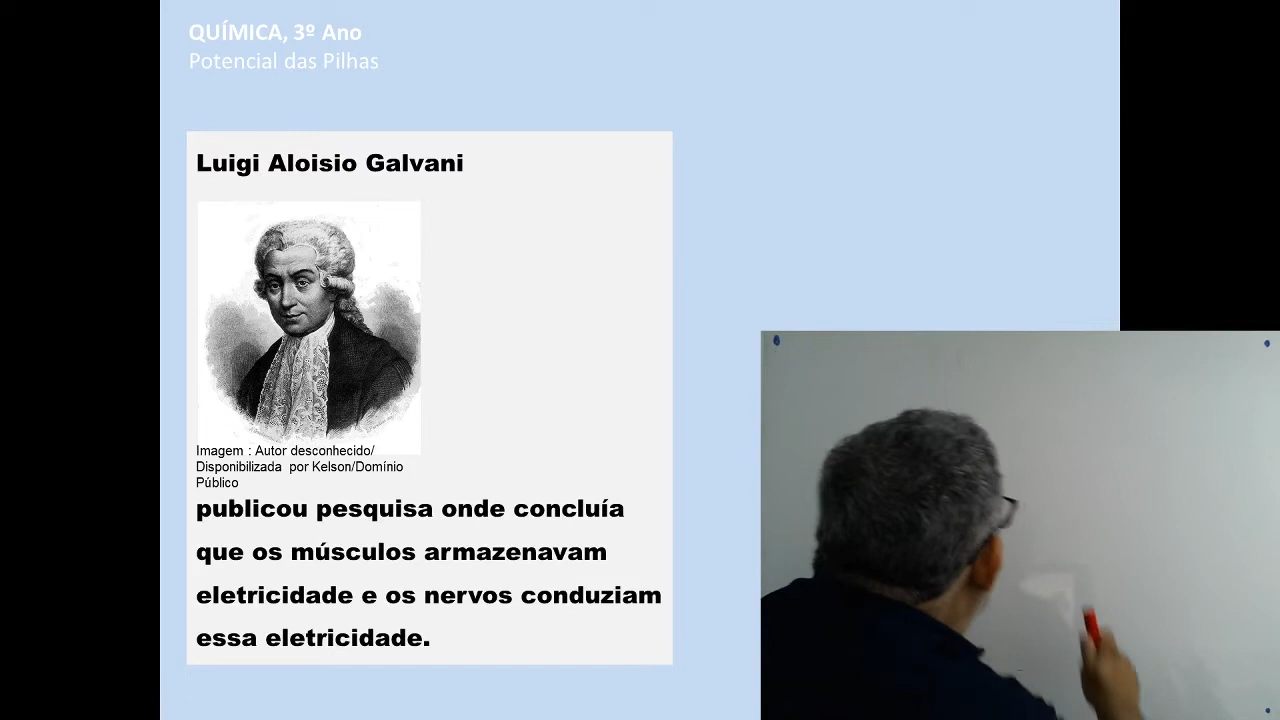 QUÍMICA, 3º Ano
Potencial das Pilhas
Luigi Aloisio Galvani
Imagem : Autor desconhecido/
Disponibilizada por Kelson/Domínio
Público
publicou pesquisa onde concluía
que os músculos armazenavam
eletricidade e os nervos conduziam
essa eletricidade.